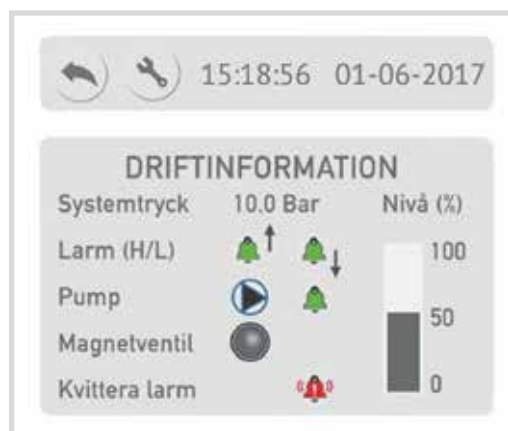 15:18:56 01-06-2017
DRIFTINFORMATION
Systemtryck 10.0 Bar Nivå (%)
Larm (H/L) 100
Pump
50
Magnetventil
Kvittera larm 0